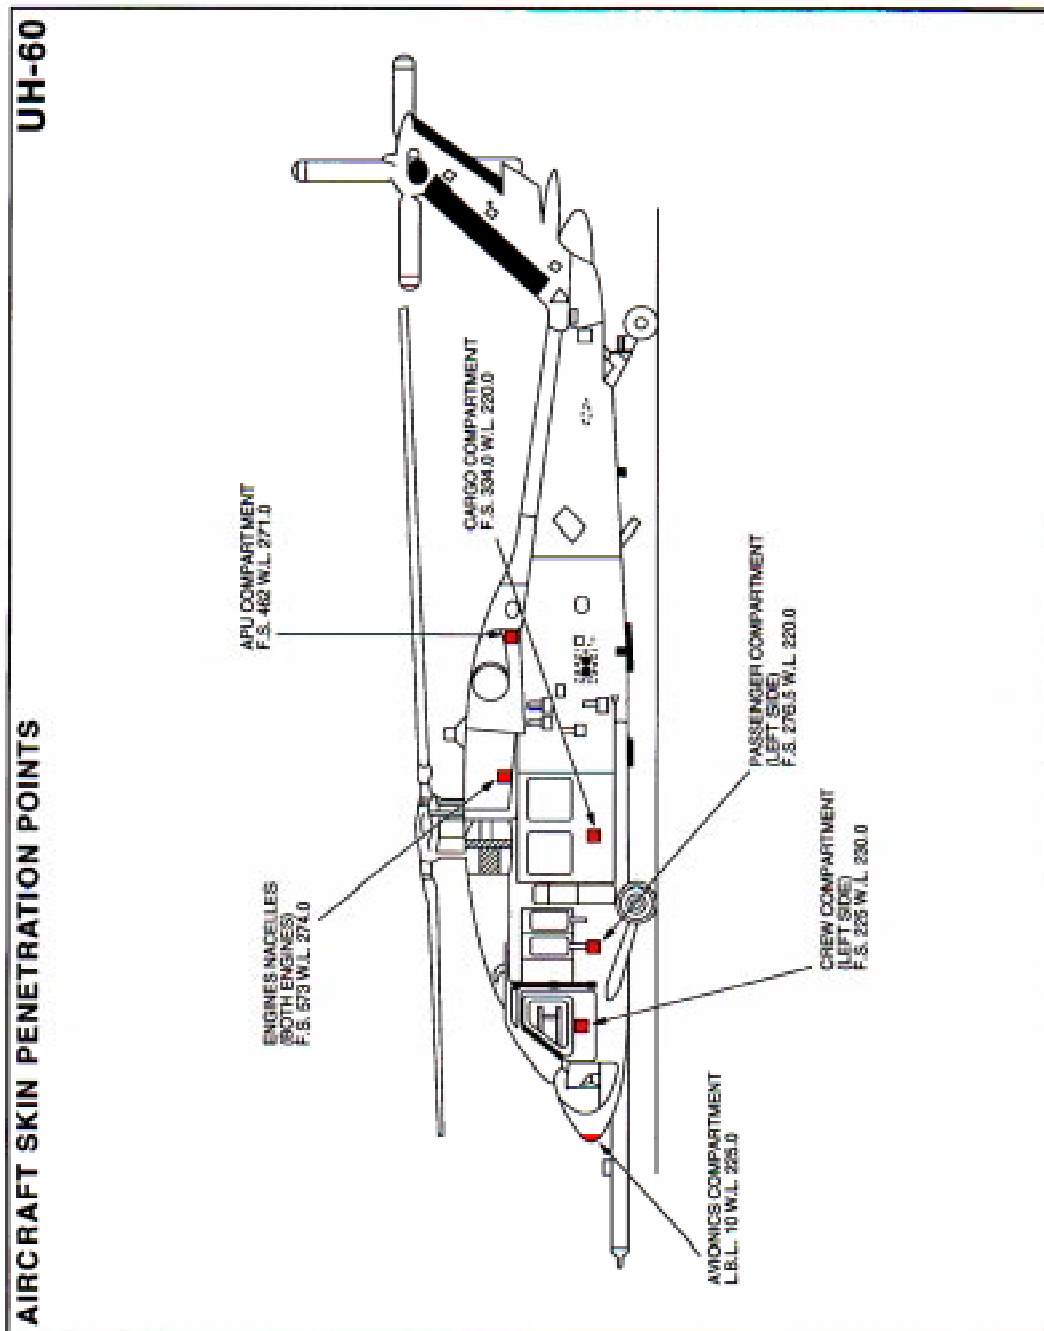 AIRCRAFT SKIN PENETRATION POINTS
UH-60
ENGINES NACELLES
(BOTH ENGINES)
F.S. 573 W.L. 274.0
APU COMPARTMENT
F.S. 462 W.L. 271.0
CARGO COMPARTMENT
F.S. 334.0 W.L. 220.0
AVIONICS COMPARTMENT
L.B.L. 10 W.L. 225.0
CREW COMPARTMENT
(LEFT SIDE)
F.S. 225 W.L. 230.0
PASSENGER COMPARTMENT
(LEFT SIDE)
F.S. 276.5 W.L. 220.0